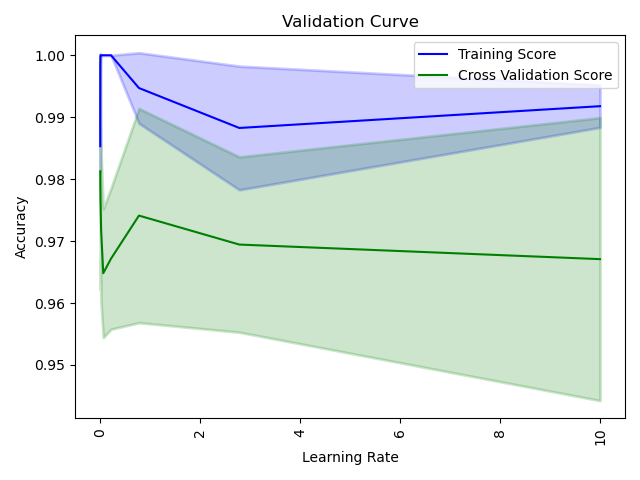 Validation Curve
Training Score
Cross Validation Score
1.00
0.99
0.98
0.97
0.96
0.95
Accuracy
0
2
4
6
8
10
Learning Rate